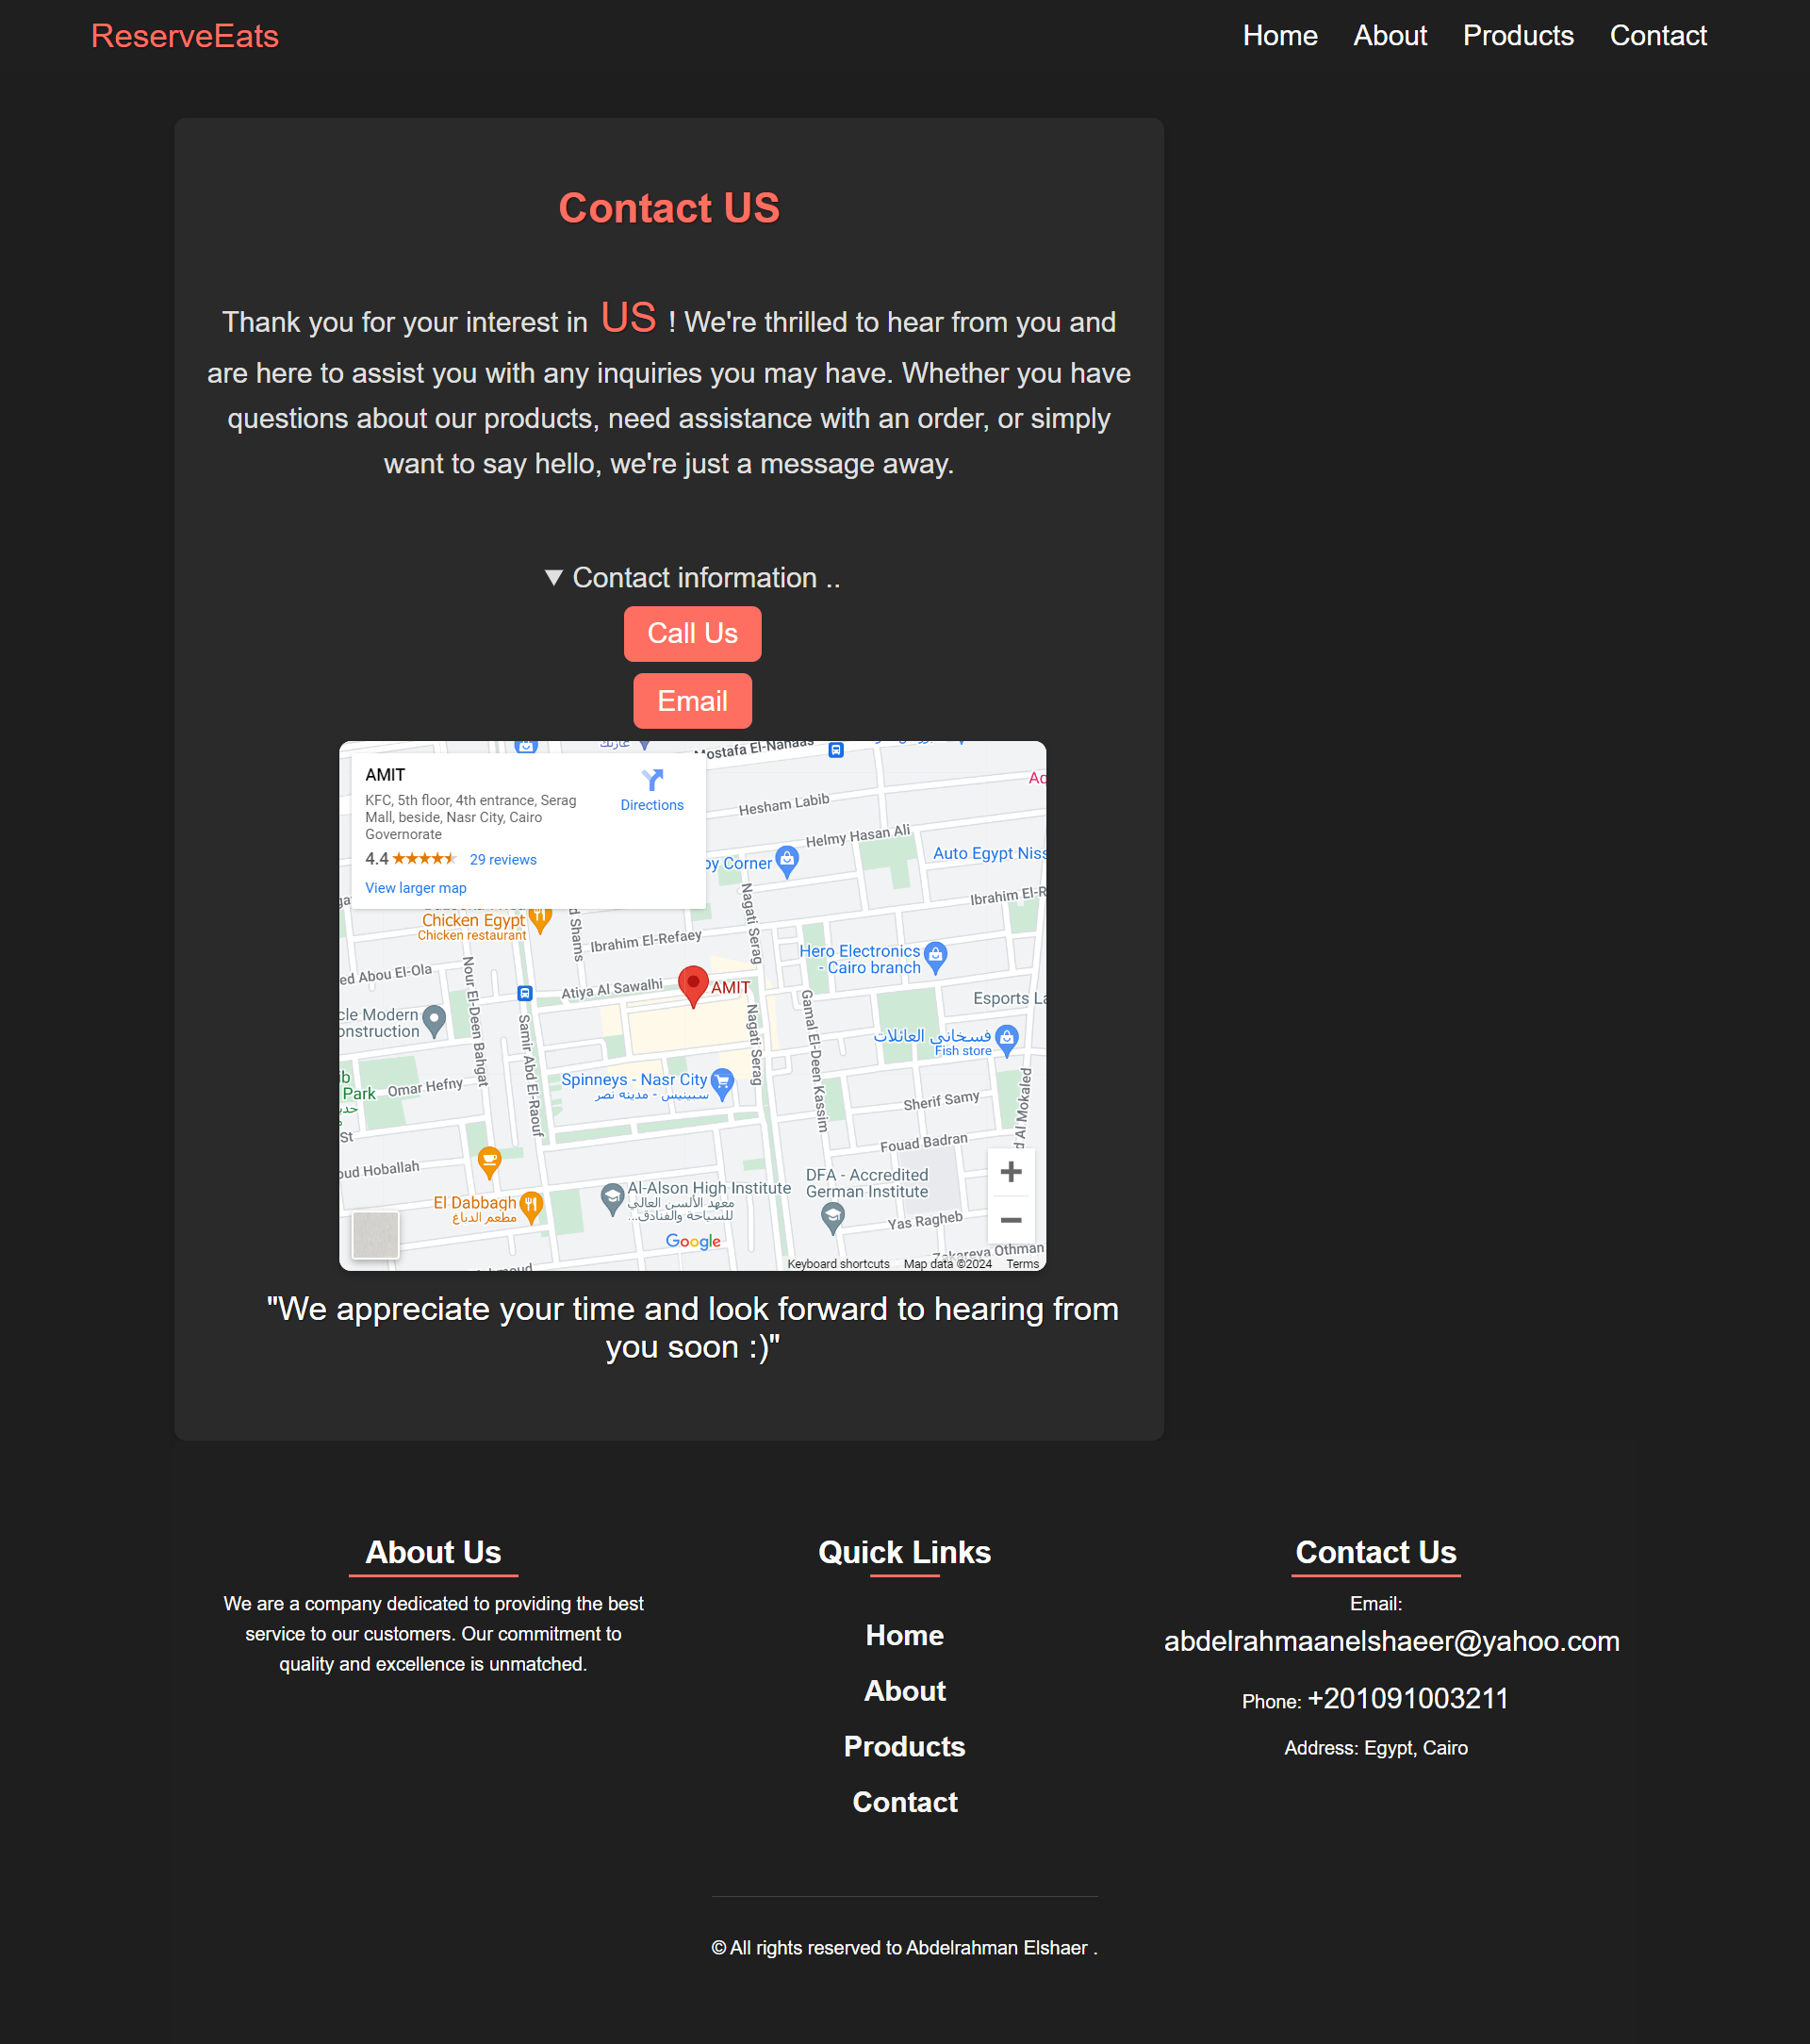 ReserveEats
Home
About
Products
Contact
Contact US
Thank you for your interest in US ! We're thrilled to hear from you and
are here to assist you with any inquiries you may have. Whether you have
questions about our products, need assistance with an order, or simply
want to say hello, we're just a message away.
▼ Contact information ..
Call Us
Email
Mostafa El-Nahaas
AMIT
KFC, 5th floor, 4th entrance, Serag
Mall, beside, Nasr City, Cairo
Governorate
4.4
29 reviews
View larger map
Directions
Hesham Labib
Helmy Hasan Ali
Corner
Auto Egypt
Ibrahim
Chicken Egypt
Chicken restaurant
Shams
Ibrahim El-Refaey
Nagati Serag
Hero Electronics
- Cairo branch
Abou El-Ola
Nour El-Deen Bahgat
Atiya Al Sawalhi
AMIT
Esports
Modern
Samir Abd El-Raouf
Nagati Serag
Gamal El-Deen Kassim
فسخاني العائلات
Fish store
Park
Omar Hefny
Spinneys - Nasr City
سبينيس - مدينة نصر
Sherif Samy
Al Mokaled
St
Fouad Badran
Hoballah
El Dabbagh
مطعم الدباغ
Al-Alson High Institute
معهد الألسن العالي
للسياحة والفنادق...
DFA - Accredited
German Institute
Yas Ragheb
Zakareya Othman
Google
Keyboard shortcuts
Map data ©2024
Terms
"We appreciate your time and look forward to hearing from
you soon :)"
About Us
We are a company dedicated to providing the best
service to our customers. Our commitment to
quality and excellence is unmatched.
Quick Links
Home
About
Products
Contact
Contact Us
Email:
abdelrahmaanelshaeer@yahoo.com
Phone: +201091003211
Address: Egypt, Cairo
© All rights reserved to Abdelrahman Elshaer .